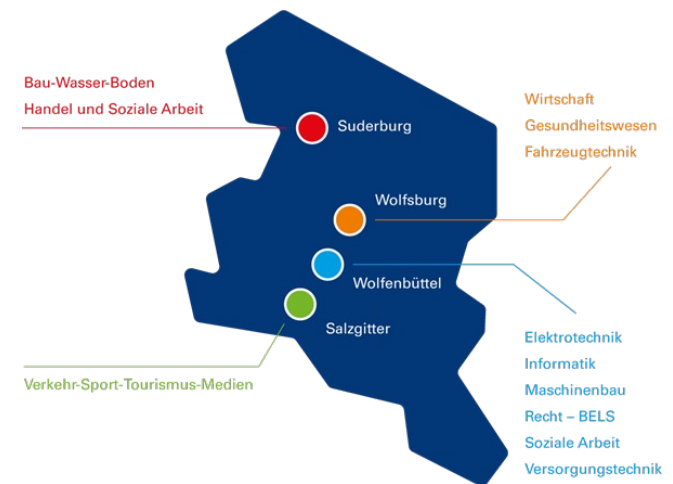 Bau-Wasser-Boden
Handel und Soziale Arbeit
Suderburg
Wirtschaft
Gesundheitswesen
Fahrzeugtechnik
Wolfsburg
Wolfenbüttel
Salzgitter
Verkehr-Sport-Tourismus-Medien
Elektrotechnik
Informatik
Maschinenbau
Recht – BELS
Soziale Arbeit
Versorgungstechnik